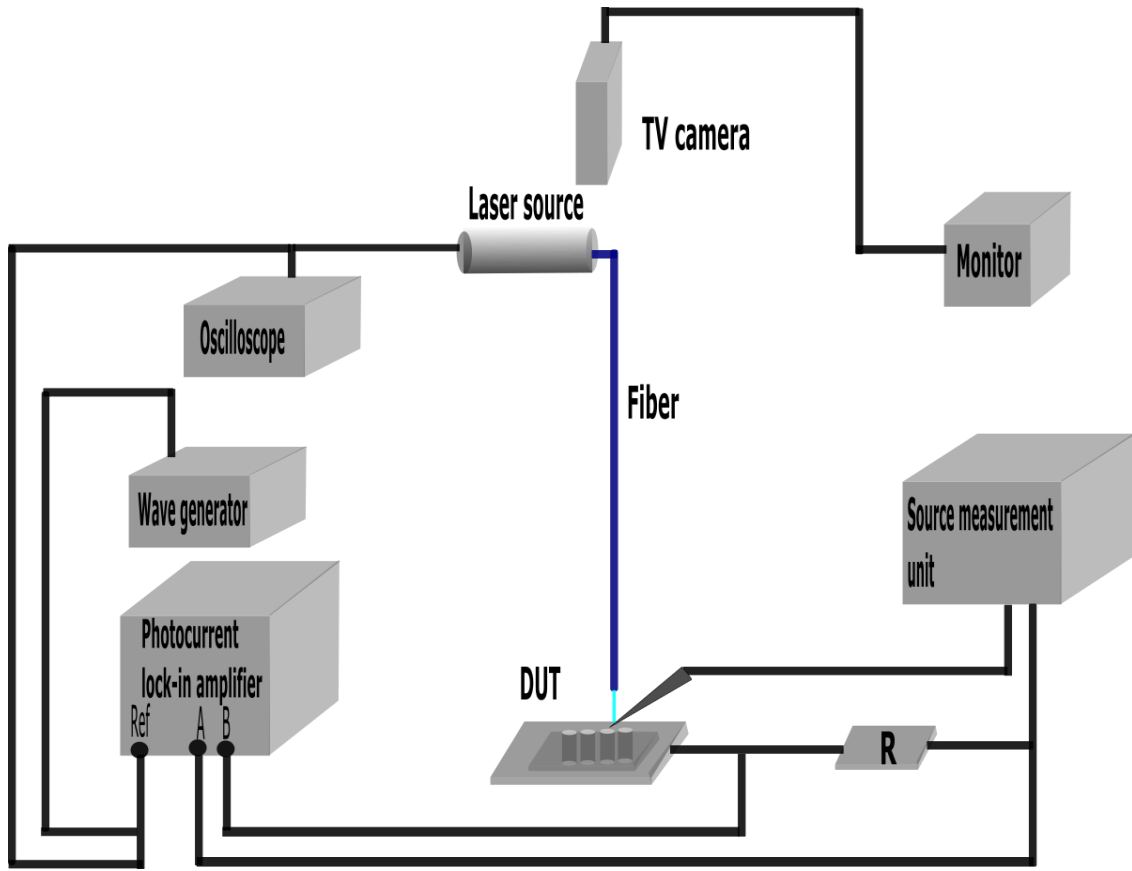 TV camera
Laser source
Monitor
Oscilloscope
Fiber
Wave generator
Source measurement
unit
Photocurrent
lock-in amplifier
Ref
A
B
DUT
R